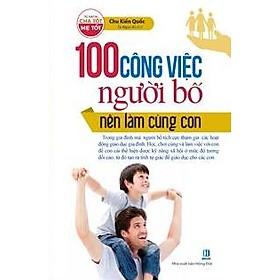 TỦ SÁCH
CHA TỐT
MẸ TỐT
Chu Kiến Quốc
100 CÔNG VIỆC
người bố
nên làm cùng con
Trong gia đình mà người bố tích cực tham gia các hoạt
động giáo dục gia đình. Học, chơi cùng và làm việc với con
để con cái thể hiện được kỹ năng xã hội ở mức độ tương
đối cao, từ đó tạo ra tính tự giác để giáo dục cho các con.
Nhà xuất bản Hồng Đức